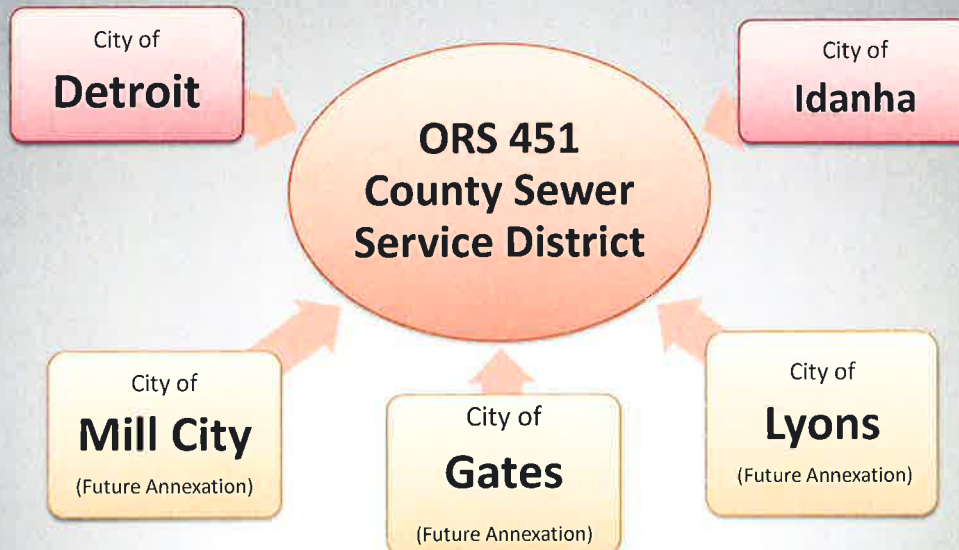 City of
Detroit
City of
Idanha
ORS 451
County Sewer
Service District
City of
Mill City
(Future Annexation)
City of
Gates
(Future Annexation)
City of
Lyons
(Future Annexation)